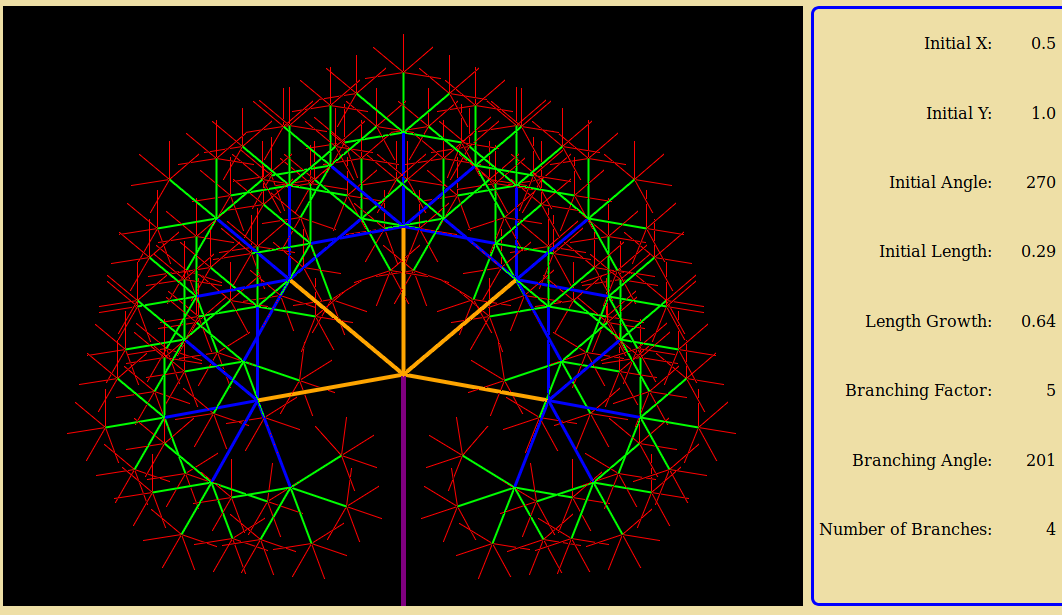 Initial X: 0.5
Initial Y: 1.0
Initial Angle: 270
Initial Length: 0.29
Length Growth: 0.64
Branching Factor: 5
Branching Angle: 201
Number of Branches: 4